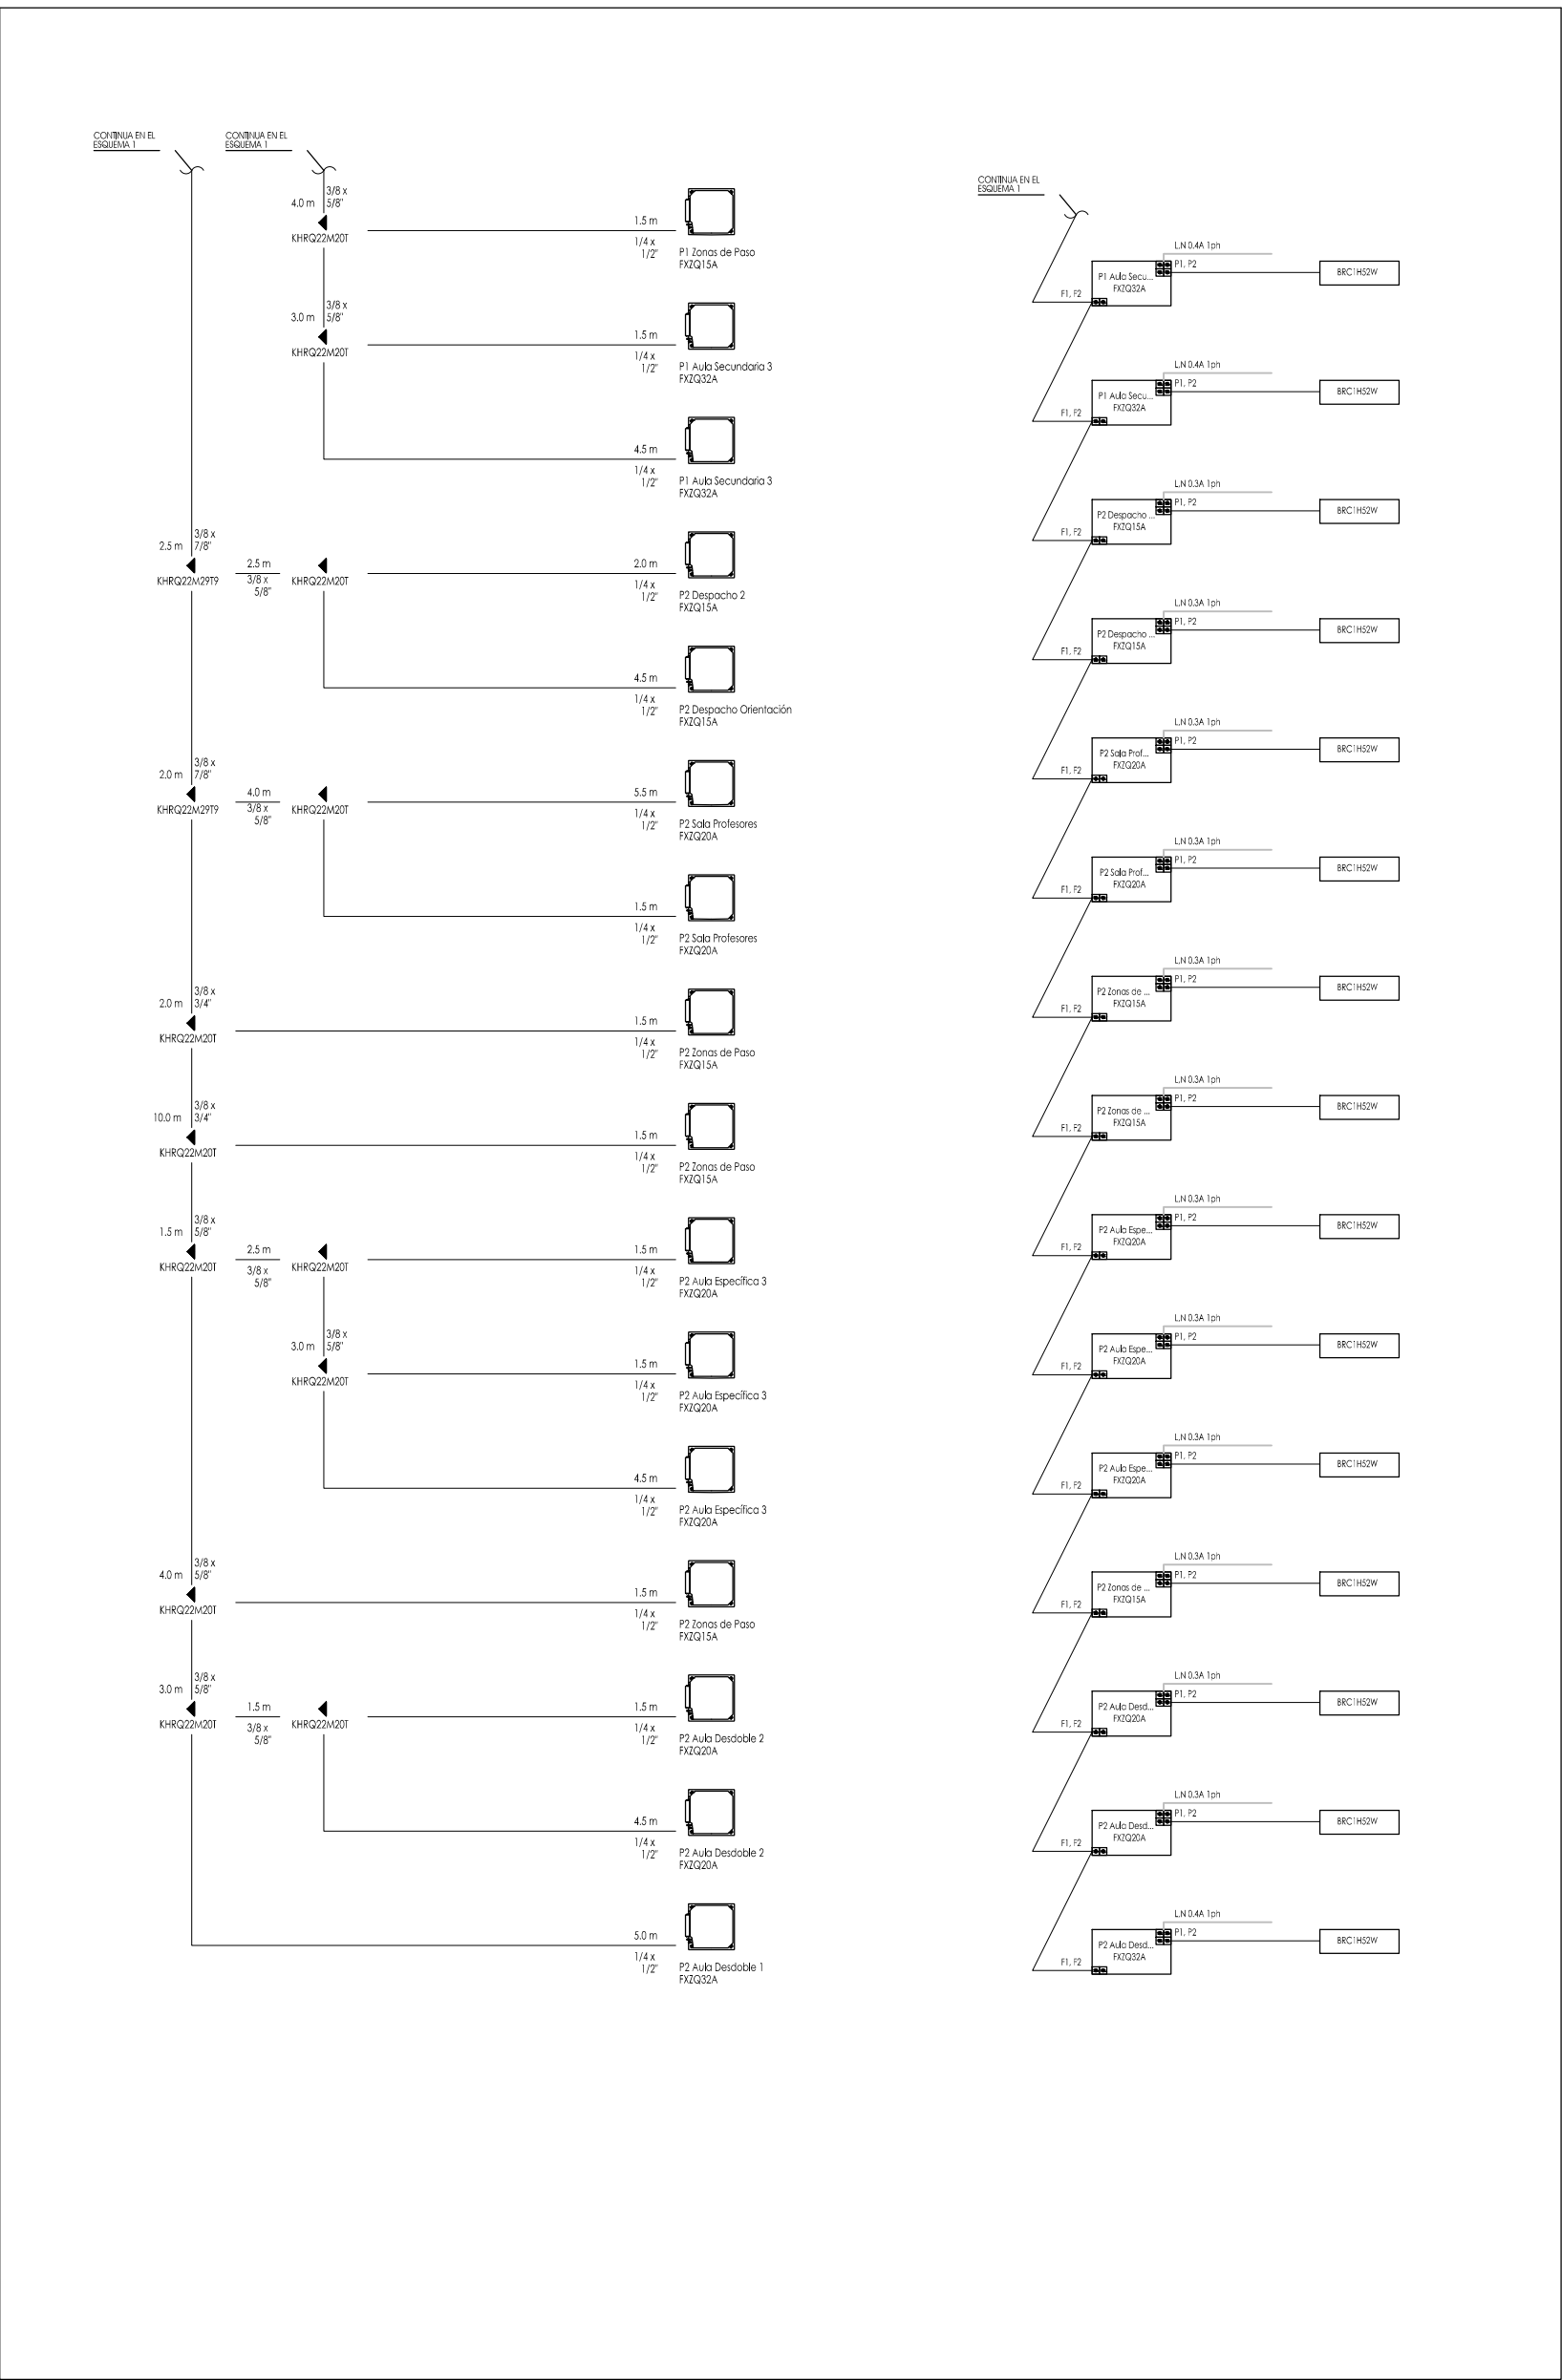 CONTINUA EN EL
ESQUEMA 1
CONTINUA EN EL
ESQUEMA 1
3/8 x
4.0 m 5/8"
KHRQ22M20T
1.5 m
1/4 x
1/2"
P1 Zonas de Paso
FXZQ15A
3/8 x
3.0 m 5/8"
KHRQ22M20T
1.5 m
1/4 x
1/2"
P1 Aula Secundaria 3
FXZQ32A
4.5 m
1/4 x
1/2"
P1 Aula Secundaria 3
FXZQ32A
3/8 x
2.5 m 7/8"
KHRQ22M29T9
2.5 m
3/8 x
5/8"
KHRQ22M20T
2.0 m
1/4 x
1/2"
P2 Despacho 2
FXZQ15A
4.5 m
1/4 x
1/2"
P2 Despacho Orientación
FXZQ15A
3/8 x
2.0 m 7/8"
KHRQ22M29T9
4.0 m
3/8 x
5/8"
KHRQ22M20T
5.5 m
1/4 x
1/2"
P2 Sala Profesores
FXZQ20A
1.5 m
1/4 x
1/2"
P2 Sala Profesores
FXZQ20A
3/8 x
2.0 m 3/4"
KHRQ22M20T
1.5 m
1/4 x
1/2"
P2 Zonas de Paso
FXZQ15A
3/8 x
10.0 m 3/4"
KHRQ22M20T
1.5 m
1/4 x
1/2"
P2 Zonas de Paso
FXZQ15A
3/8 x
1.5 m 5/8"
KHRQ22M20T
2.5 m
3/8 x
5/8"
KHRQ22M20T
1.5 m
1/4 x
1/2"
P2 Aula Específica 3
FXZQ20A
3/8 x
3.0 m 5/8"
KHRQ22M20T
1.5 m
1/4 x
1/2"
P2 Aula Específica 3
FXZQ20A
4.5 m
1/4 x
1/2"
P2 Aula Específica 3
FXZQ20A
3/8 x
4.0 m 5/8"
KHRQ22M20T
1.5 m
1/4 x
1/2"
P2 Zonas de Paso
FXZQ15A
3/8 x
3.0 m 5/8"
KHRQ22M20T
1.5 m
3/8 x
5/8"
KHRQ22M20T
1.5 m
1/4 x
1/2"
P2 Aula Desdoble 2
FXZQ20A
4.5 m
1/4 x
1/2"
P2 Aula Desdoble 2
FXZQ20A
5.0 m
1/4 x
1/2"
P2 Aula Desdoble 1
FXZQ32A
CONTINUA EN EL
ESQUEMA 1
L,N 0.4A 1ph
P1, P2
P1 Aula Secu...
FXZQ32A
F1, F2
BRC1H52W
L,N 0.4A 1ph
P1, P2
P1 Aula Secu...
FXZQ32A
F1, F2
BRC1H52W
L,N 0.3A 1ph
P1, P2
P2 Despacho ...
FXZQ15A
F1, F2
BRC1H52W
L,N 0.3A 1ph
P1, P2
P2 Despacho ...
FXZQ15A
F1, F2
BRC1H52W
L,N 0.3A 1ph
P1, P2
P2 Sala Prof...
FXZQ20A
F1, F2
BRC1H52W
L,N 0.3A 1ph
P1, P2
P2 Sala Prof...
FXZQ20A
F1, F2
BRC1H52W
L,N 0.3A 1ph
P1, P2
P2 Zonas de ...
FXZQ15A
F1, F2
BRC1H52W
L,N 0.3A 1ph
P1, P2
P2 Zonas de ...
FXZQ15A
F1, F2
BRC1H52W
L,N 0.3A 1ph
P1, P2
P2 Aula Espe...
FXZQ20A
F1, F2
BRC1H52W
L,N 0.3A 1ph
P1, P2
P2 Aula Espe...
FXZQ20A
F1, F2
BRC1H52W
L,N 0.3A 1ph
P1, P2
P2 Aula Espe...
FXZQ20A
F1, F2
BRC1H52W
L,N 0.3A 1ph
P1, P2
P2 Zonas de ...
FXZQ15A
F1, F2
BRC1H52W
L,N 0.3A 1ph
P1, P2
P2 Aula Desd...
FXZQ20A
F1, F2
BRC1H52W
L,N 0.3A 1ph
P1, P2
P2 Aula Desd...
FXZQ20A
F1, F2
BRC1H52W
L,N 0.4A 1ph
P1, P2
P2 Aula Desd...
FXZQ32A
F1, F2
BRC1H52W